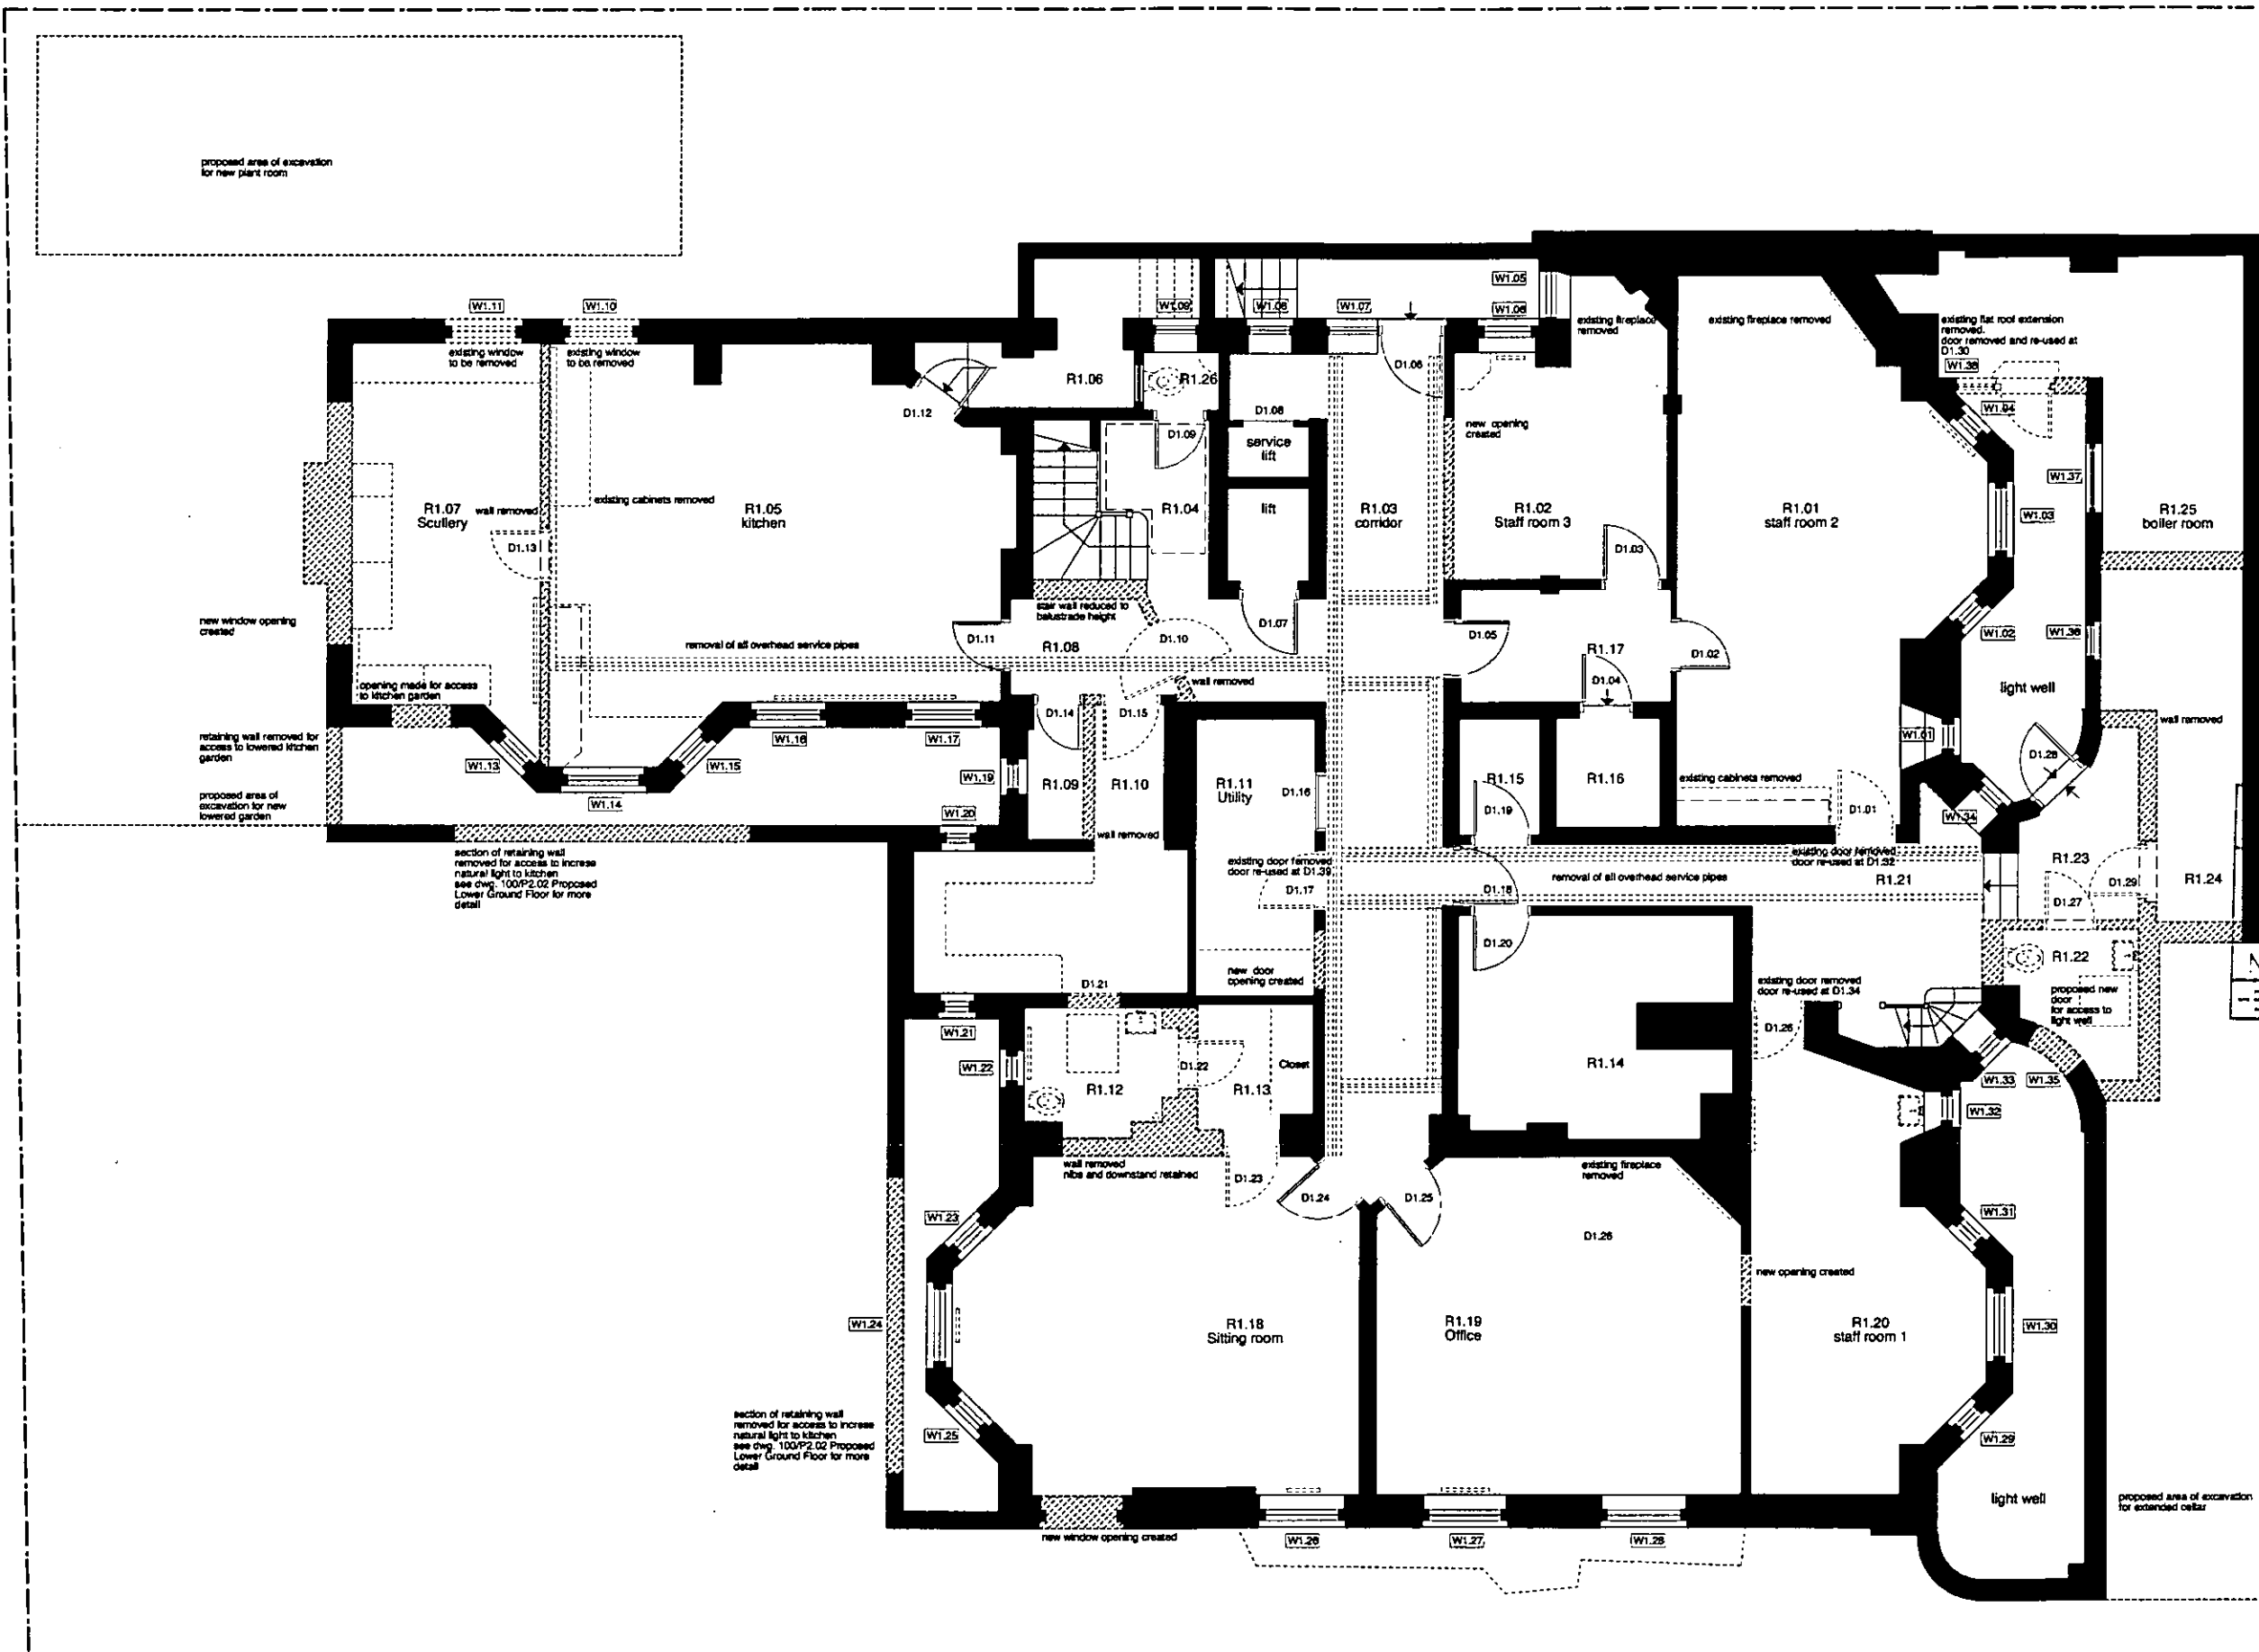 proposed area of excavation
for new plant room
W1.11
W1.10
existing window
to be removed
existing window
to be removed
W1.09
W1.08
W1.07
W1.05
W1.06
existing fireplace
removed
existing fireplace removed
existing flat roof extension
removed.
door removed and re-used at
D1.30
W1.38
W1.04
D1.12
R1.06
R1.26
D1.08
D1.06
D1.09
service
lift
new opening
created
W1.37
R1.07
Scullery
wall removed
existing cabinets removed
R1.05
kitchen
R1.04
lift
R1.03
corridor
R1.02
Staff room 3
R1.01
staff room 2
W1.03
R1.25
boiler room
D1.13
D1.03
new window opening
created
stair wall reduced to
balustrade height
D1.11
D1.10
D1.07
D1.05
D1.02
W1.02
W1.36
removal of all overhead service pipes
R1.08
R1.17
D1.04
wall removed
light well
opening made for access
to kitchen garden
D1.14
D1.15
retaining wall removed for
access to lowered kitchen
garden
W1.13
W1.16
W1.17
W1.15
W1.01
wall removed
D1.28
W1.14
W1.19
R1.09
R1.10
R1.11
Utility
D1.16
R1.15
R1.16
existing cabinets removed
proposed area of
excavation for new
lowered garden
W1.20
D1.19
D1.01
W1.34
wall removed
section of retaining wall
removed for access to increase
natural light to kitchen
see dwg. 100/P2.02 Proposed
Lower Ground Floor for more
detail
existing door removed
door re-used at D1.39
D1.17
D1.18
removal of all overhead service pipes
existing door removed
door re-used at D1.32
R1.21
R1.23
D1.29
D1.27
R1.24
D1.20
new door
opening created
R1.22
D1.21
existing door removed
door re-used at D1.34
proposed new
door
for access to
light well
W1.21
D1.26
W1.22
D1.22
Closet
R1.12
R1.13
R1.14
W1.33
W1.35
W1.32
wall removed
nibs and downstand retained
D1.23
D1.24
D1.25
existing fireplace
removed
W1.23
W1.31
D1.26
new opening created
W1.24
R1.18
Sitting room
R1.19
Office
R1.20
staff room 1
W1.30
section of retaining wall
removed for access to increase
natural light to kitchen
see dwg. 100/P2.02 Proposed
Lower Ground Floor for more
detail
W1.25
W1.29
light well
proposed area of excavation
for extended cellar
new window opening created
W1.26
W1.27
W1.28